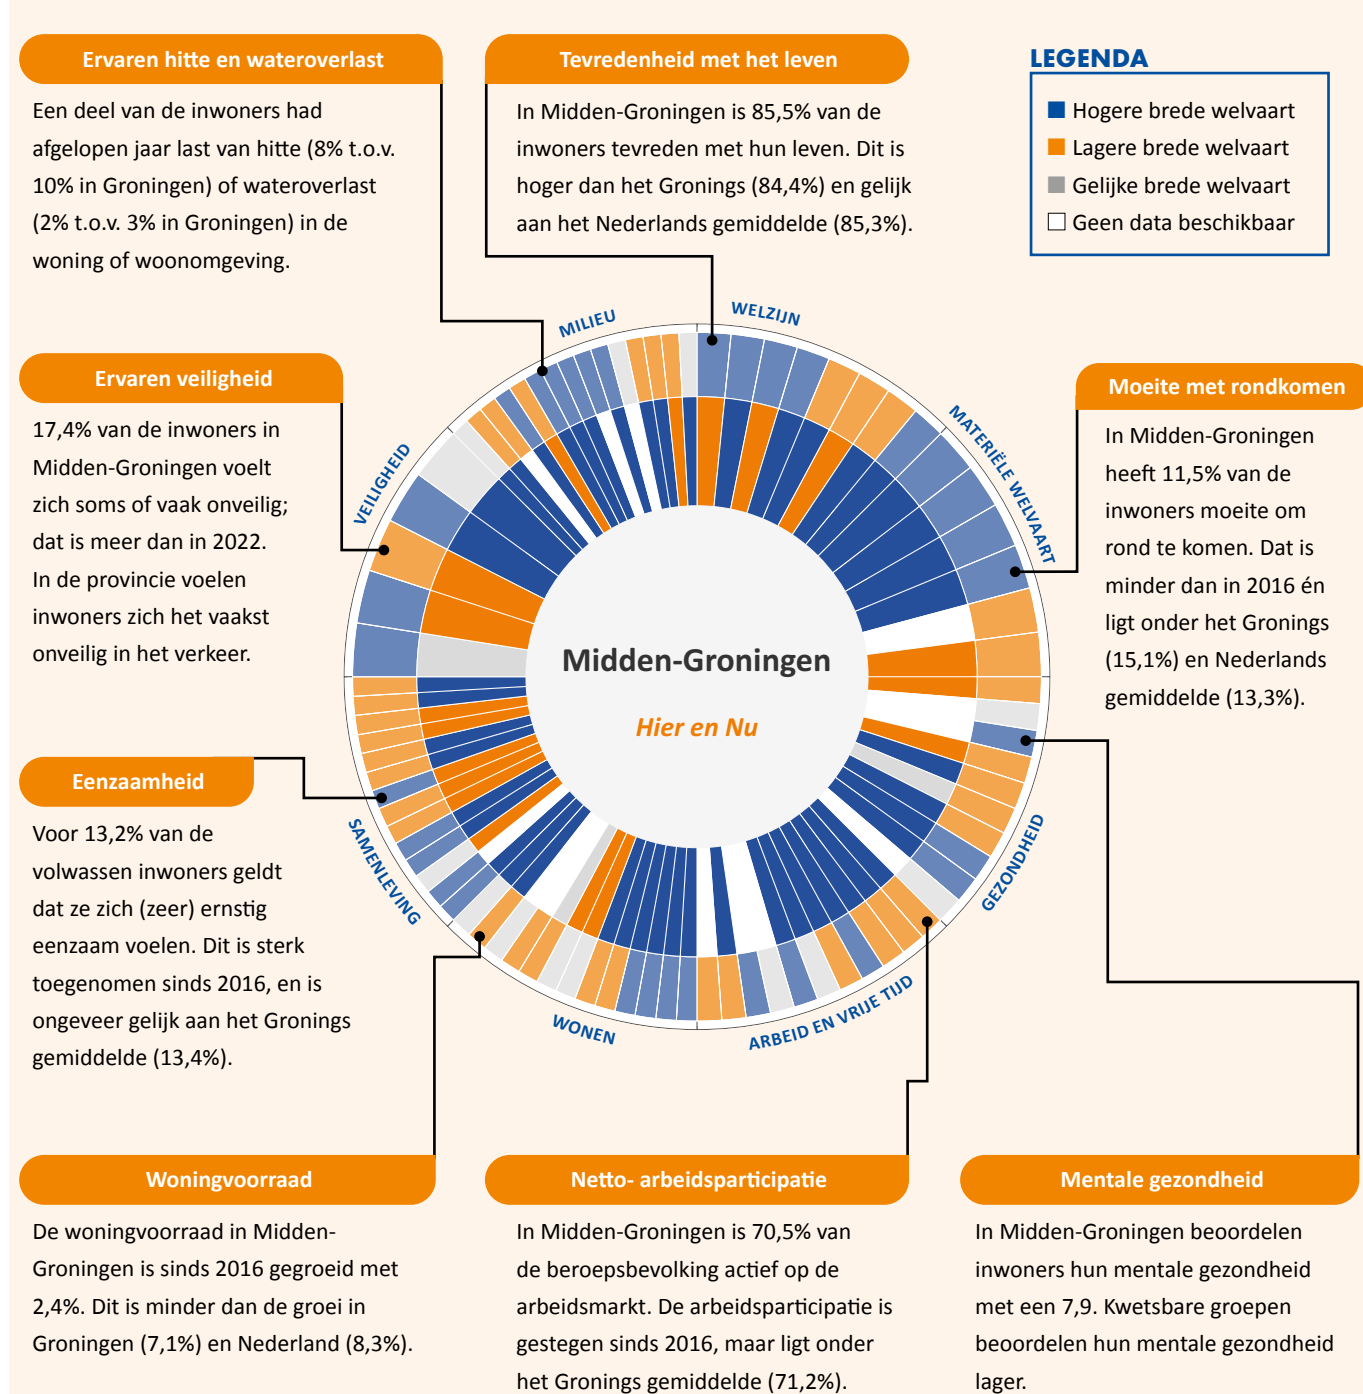 Ervaren hitte en wateroverlast
Een deel van de inwoners had
afgelopen jaar last van hitte (8% t.o.v.
10% in Groningen) of wateroverlast
(2% t.o.v. 3% in Groningen) in de
woning of woonomgeving.
Tevredenheid met het leven
In Midden-Groningen is 85,5% van de
inwoners tevreden met hun leven. Dit is
hoger dan het Gronings (84,4%) en gelijk
aan het Nederlands gemiddelde (85,3%).
LEGENDA
Hogere brede welvaart
Lagere brede welvaart
Gelijke brede welvaart
Geen data beschikbaar
Ervaren veiligheid
17,4% van de inwoners in
Midden-Groningen voelt
zich soms of vaak onveilig;
dat is meer dan in 2022.
In de provincie voelen
inwoners zich het vaakst
onveilig in het verkeer.
MILIEU
WELZIJN
MATERIËLE WELVAART
GEZONDHEID
ARBEID EN VRIJE TIJD
WONEN
SAMENLEVING
VEILIGHEID
Midden-Groningen
Hier en Nu
Moeite met rondkomen
In Midden-Groningen
heeft 11,5% van de
inwoners moeite om
rond te komen. Dat is
minder dan in 2016 én
ligt onder het Gronings
(15,1%) en Nederlands
gemiddelde (13,3%).
Eenzaamheid
Voor 13,2% van de
volwassen inwoners geldt
dat ze zich (zeer) ernstig
eenzaam voelen. Dit is sterk
toegenomen sinds 2016, en is
ongeveer gelijk aan het Gronings
gemiddelde (13,4%).
Woningvoorraad
De woningvoorraad in Midden-
Groningen is sinds 2016 gegroeid met
2,4%. Dit is minder dan de groei in
Groningen (7,1%) en Nederland (8,3%).
Netto- arbeidsparticipatie
In Midden-Groningen is 70,5% van
de beroepsbevolking actief op de
arbeidsmarkt. De arbeidsparticipatie is
gestegen sinds 2016, maar ligt onder
het Gronings gemiddelde (71,2%).
Mentale gezondheid
In Midden-Groningen beoordelen
inwoners hun mentale gezondheid
met een 7,9. Kwetsbare groepen
beoordelen hun mentale gezondheid
lager.